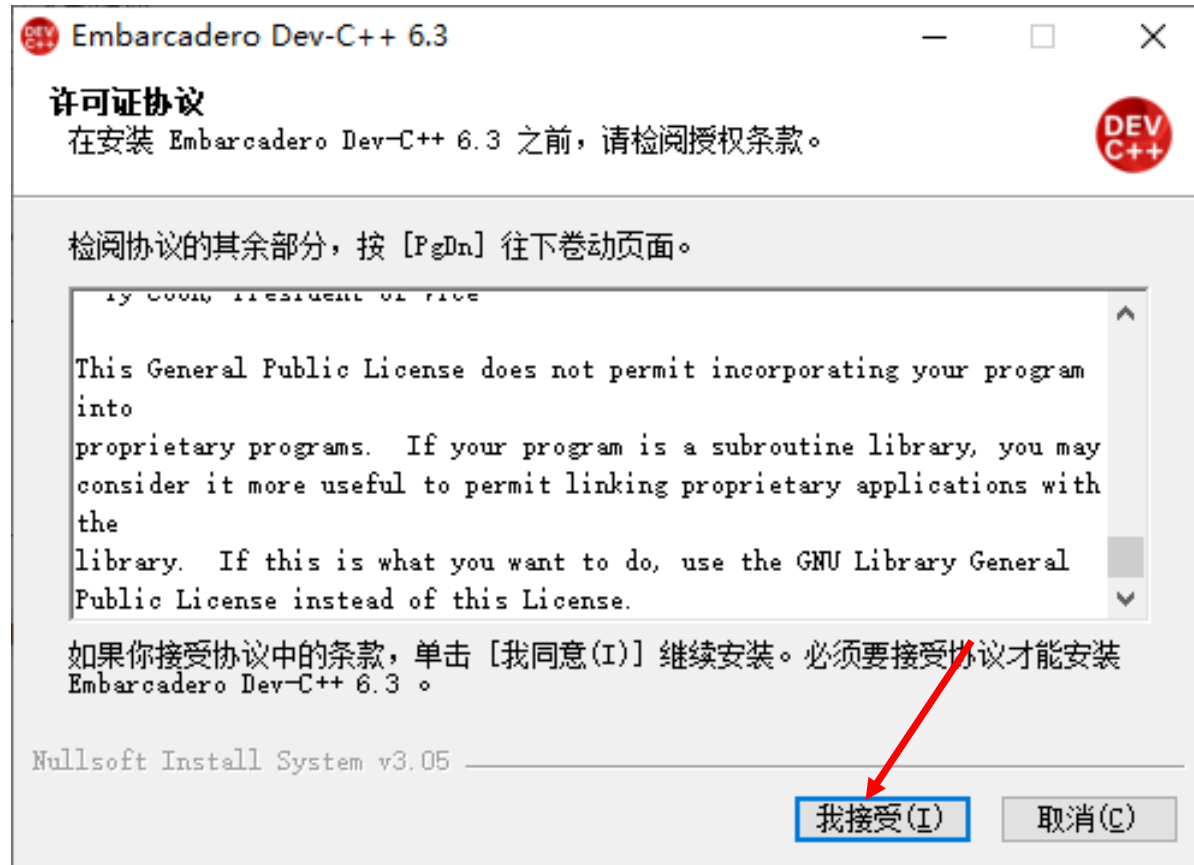 Embarcadero Dev-C++ 6.3
许可证协议
在安装 Embarcadero Dev-C++ 6.3 之前，请检阅授权条款。
DEV
C++
检阅协议的其余部分，按 [PgDn] 往下卷动页面。
Ty Coon, President of Vice
This General Public License does not permit incorporating your program
into
proprietary programs.  If your program is a subroutine library, you may
consider it more useful to permit linking proprietary applications with
the
library.  If this is what you want to do, use the GNU Library General
Public License instead of this License.
如果你接受协议中的条款，单击 [我同意(I)] 继续安装。必须要接受协议才能安装
Embarcadero Dev-C++ 6.3 。
Nullsoft Install System v3.05
我接受(I)
取消(C)